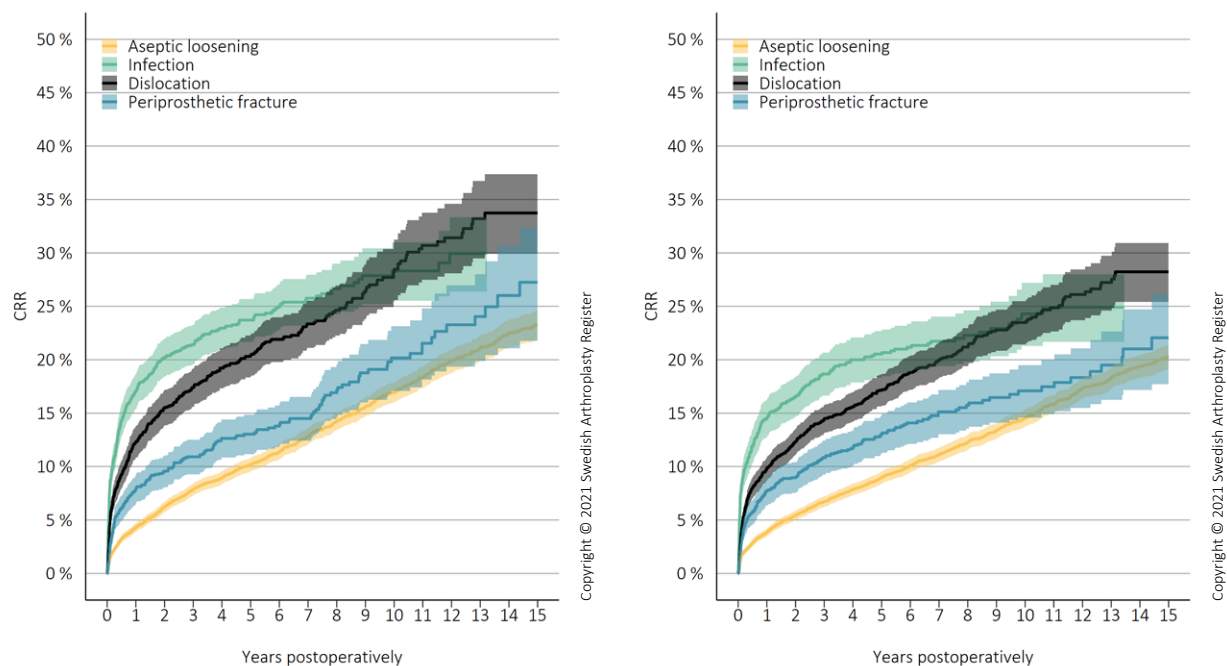 50 %
45 %
40 %
35 %
30 %
25 %
20 %
15 %
10 %
5 %
0 %
CRR
Aseptic loosening
Infection
Dislocation
Periprosthetic fracture
0 1 2 3 4 5 6 7 8 9 10 11 12 13 14 15
Years postoperatively
Copyright © 2021 Swedish Arthroplasty Register
50 %
45 %
40 %
35 %
30 %
25 %
20 %
15 %
10 %
5 %
0 %
CRR
Aseptic loosening
Infection
Dislocation
Periprosthetic fracture
0 1 2 3 4 5 6 7 8 9 10 11 12 13 14 15
Years postoperatively
Copyright © 2021 Swedish Arthroplasty Register